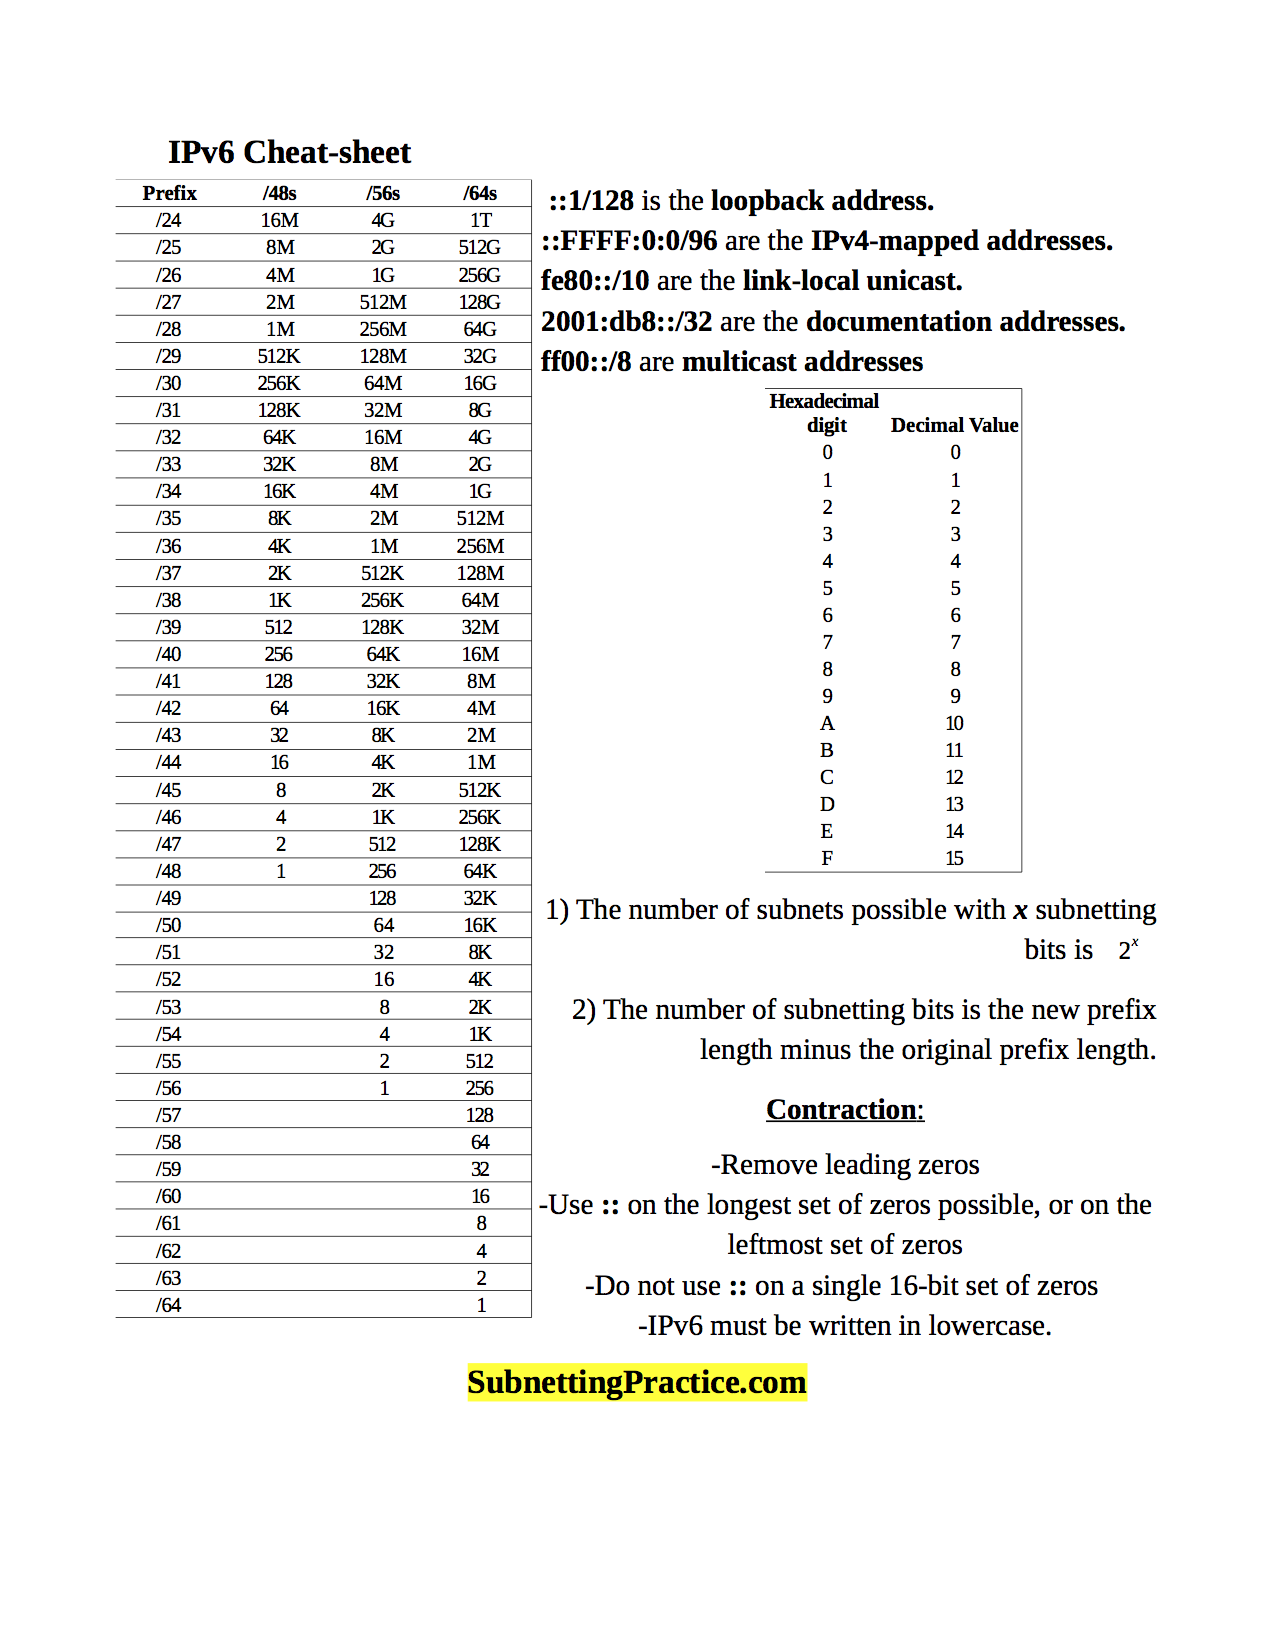 IPv6 Cheat-sheet
Prefix /48s /56s /64s
/24 16M 4G 1T
/25 8M 2G 512G
/26 4M 1G 256G
/27 2M 512M 128G
/28 1M 256M 64G
/29 512K 128M 32G
/30 256K 64M 16G
/31 128K 32M 8G
/32 64K 16M 4G
/33 32K 8M 2G
/34 16K 4M 1G
/35 8K 2M 512M
/36 4K 1M 256M
/37 2K 512K 128M
/38 1K 256K 64M
/39 512 128K 32M
/40 256 64K 16M
/41 128 32K 8M
/42 64 16K 4M
/43 32 8K 2M
/44 16 4K 1M
/45 8 2K 512K
/46 4 1K 256K
/47 2 512 128K
/48 1 256 64K
/49 128 32K
/50 64 16K
/51 32 8K
/52 16 4K
/53 8 2K
/54 4 1K
/55 2 512
/56 1 256
/57 128
/58 64
/59 32
/60 16
/61 8
/62 4
/63 2
/64 1
::1/128 is the loopback address.
::FFFF:0:0/96 are the IPv4-mapped addresses.
fe80::/10 are the link-local unicast.
2001:db8::/32 are the documentation addresses.
ff00::/8 are multicast addresses
Hexadecimal
digit Decimal Value
0 0
1 1
2 2
3 3
4 4
5 5
6 6
7 7
8 8
9 9
A 10
B 11
C 12
D 13
E 14
F 15
1) The number of subnets possible with x subnetting
bits is 2ˣ
2) The number of subnetting bits is the new prefix
length minus the original prefix length.
Contraction:
-Remove leading zeros
-Use :: on the longest set of zeros possible, or on the
leftmost set of zeros
-Do not use :: on a single 16-bit set of zeros
-IPv6 must be written in lowercase.
SubnettingPractice.com